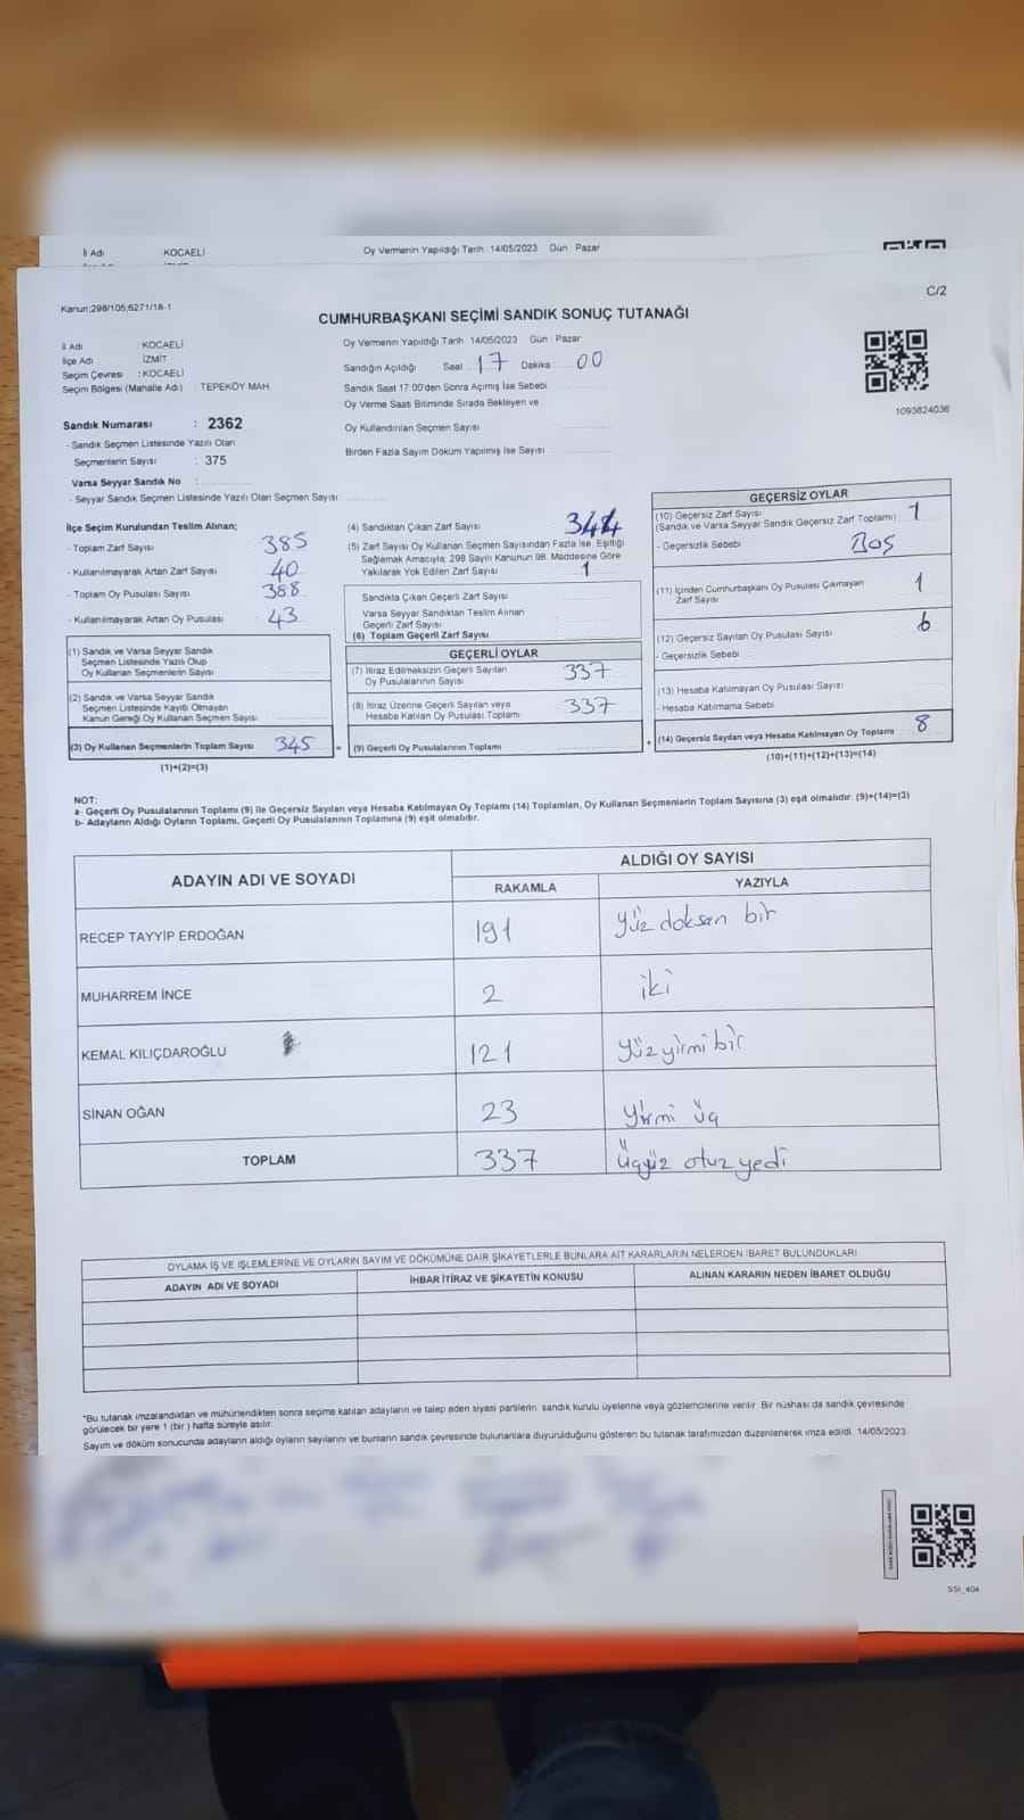 İl Adı KOCAELİ Oy Vermenin Yapıldığı Tarih 14/05/2023 Gün : Pazar
Kanun;298/105;6271/18-1
C/2
CUMHURBAŞKANI SEÇİMİ SANDIK SONUÇ TUTANAĞI
İl Adı KOCAELİ
İlçe Adı İZMİT
Seçim Çevresi : KOCAELİ
Seçim Bölgesi (Mahalle Adı) TEPEKÖY MAH.
Oy Vermenin Yapıldığı Tarih 14/05/2023 Gün : Pazar
Sandığın Açıldığı Saat 17 Dakika 00
Sandık Saat 17:00'den Sonra Açılmış İse Sebebi
Oy Verme Saati Bitiminde Sırada Bekleyen ve
Oy Kullandırılan Seçmen Sayısı
Birden Fazla Sayım Döküm Yapılmış İse Sayısı
1093824036
Sandık Numarası : 2362
- Sandık Seçmen Listesinde Yazılı Olan
Seçmenlerin Sayısı : 375
Varsa Seyyar Sandık No :
- Seyyar Sandık Seçmen Listesinde Yazılı Olan Seçmen Sayısı
İlçe Seçim Kurulundan Teslim Alınan;
- Toplam Zarf Sayısı 385
- Kullanılmayarak Artan Zarf Sayısı 40
- Toplam Oy Pusulası Sayısı 388
- Kullanılmayarak Artan Oy Pusulası 43
(1) Sandık ve Varsa Seyyar Sandık
Seçmen Listesinde Yazılı Olup
Oy Kullanan Seçmenlerin Sayısı
(2) Sandık ve Varsa Seyyar Sandık
Seçmen Listesinde Kayıtlı Olmayan
Kanun Gereği Oy Kullanan Seçmen Sayısı
(3) Oy Kullanan Seçmenlerin Toplam Sayısı 345
(1)+(2)=(3)
(4) Sandıktan Çıkan Zarf Sayısı 344
(5) Zarf Sayısı Oy Kullanan Seçmen Sayısından Fazla İse, Eşitliği
Sağlamak Amacıyla; 298 Sayılı Kanunun 98. Maddesine Göre
Yakılarak Yok Edilen Zarf Sayısı 1
Sandıkta Çıkan Geçerli Zarf Sayısı
Varsa Seyyar Sandıktan Teslim Alınan
Geçerli Zarf Sayısı
(6) Toplam Geçerli Zarf Sayısı
GEÇERLİ OYLAR
(7) İtiraz Edilmeksizin Geçerli Sayılan
Oy Pusulalarının Sayısı 337
(8) İtiraz Üzerine Geçerli Sayılan veya
Hesaba Katılan Oy Pusulası Toplamı 337
= (9) Geçerli Oy Pusulalarının Toplamı
GEÇERSİZ OYLAR
(10) Geçersiz Zarf Sayısı
(Sandık ve Varsa Seyyar Sandık Geçersiz Zarf Toplamı) 1
- Geçersizlik Sebebi Boş
(11) İçinden Cumhurbaşkanı Oy Pusulası Çıkmayan
Zarf Sayısı 1
(12) Geçersiz Sayılan Oy Pusulası Sayısı 6
- Geçersizlik Sebebi
(13) Hesaba Katılmayan Oy Pusulası Sayısı
- Hesaba Katılmama Sebebi
+ (14) Geçersiz Sayılan veya Hesaba Katılmayan Oy Toplamı 8
(10)+(11)+(12)+(13)=(14)
NOT:
a- Geçerli Oy Pusulalarının Toplamı (9) ile Geçersiz Sayılan veya Hesaba Katılmayan Oy Toplamı (14) Toplamları, Oy Kullanan Seçmenlerin Toplam Sayısına (3) eşit olmalıdır. (9)+(14)=(3)
b- Adayların Aldığı Oyların Toplamı, Geçerli Oy Pusulalarının Toplamına (9) eşit olmalıdır.
ADAYIN ADI VE SOYADI ALDIĞI OY SAYISI
RAKAMLA YAZIYLA
RECEP TAYYİP ERDOĞAN 191 yüz doksan bir
MUHARREM İNCE 2 iki
KEMAL KILIÇDAROĞLU 121 yüz yirmi bir
SİNAN OĞAN 23 yirmi üç
TOPLAM 337 üçyüz otuz yedi
OYLAMA İŞ VE İŞLEMLERİNE VE OYLARIN SAYIM VE DÖKÜMÜNE DAİR ŞİKAYETLERLE BUNLARA AİT KARARLARIN NELERDEN İBARET BULUNDUKLARI
ADAYIN ADI VE SOYADI İHBAR İTİRAZ VE ŞİKAYETİN KONUSU ALINAN KARARIN NEDEN İBARET OLDUĞU
*Bu tutanak imzalandıktan ve mühürlendikten sonra seçime katılan adayların ve talep eden siyasi partilerin, sandık kurulu üyelerine veya gözlemcilerine verilir. Bir nüshası da sandık çevresinde
görülecek bir yere 1 (bir ) hafta süreyle asılır.
Sayım ve döküm sonucunda adayların aldığı oyların sayılarını ve bunların sandık çevresinde bulunanlara duyurulduğunu gösteren bu tutanak tarafımızdan düzenlenerek imza edildi. 14/05/2023
SSI_404